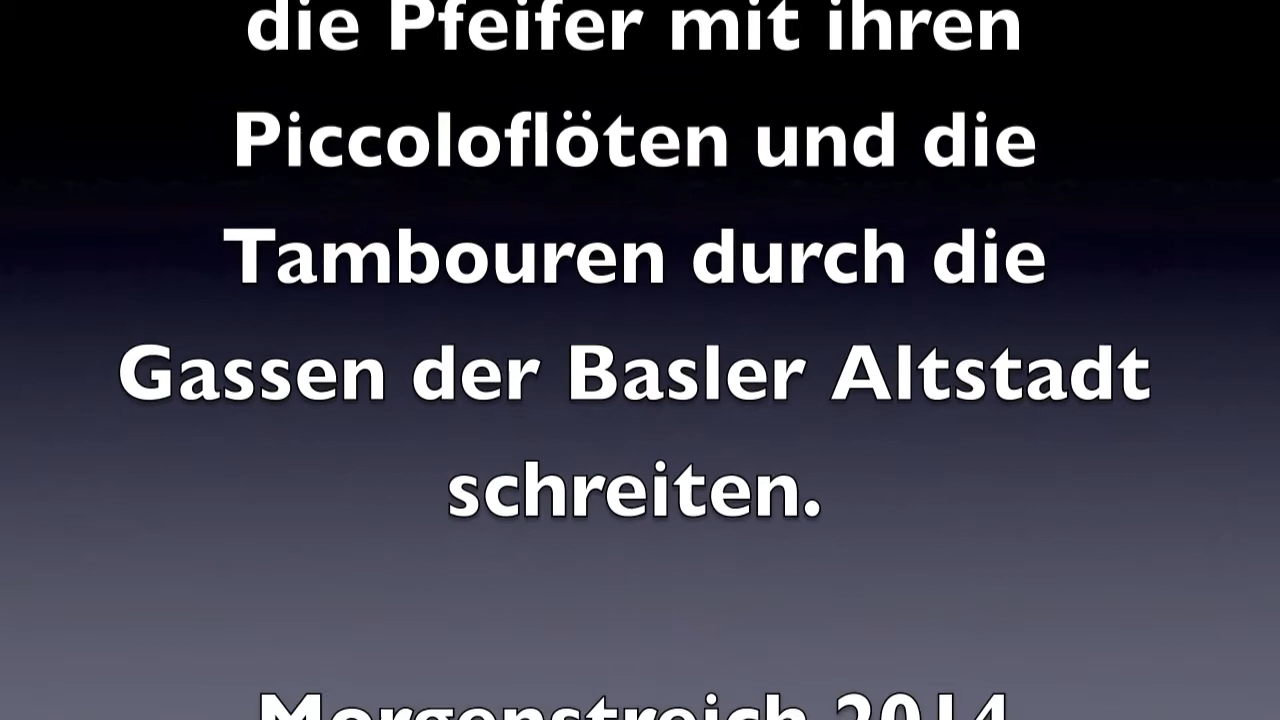 die Pfeifer mit ihren
Piccoloflöten und die
Tambouren durch die
Gassen der Basler Altstadt
schreiten.
Morgenstreich 2014